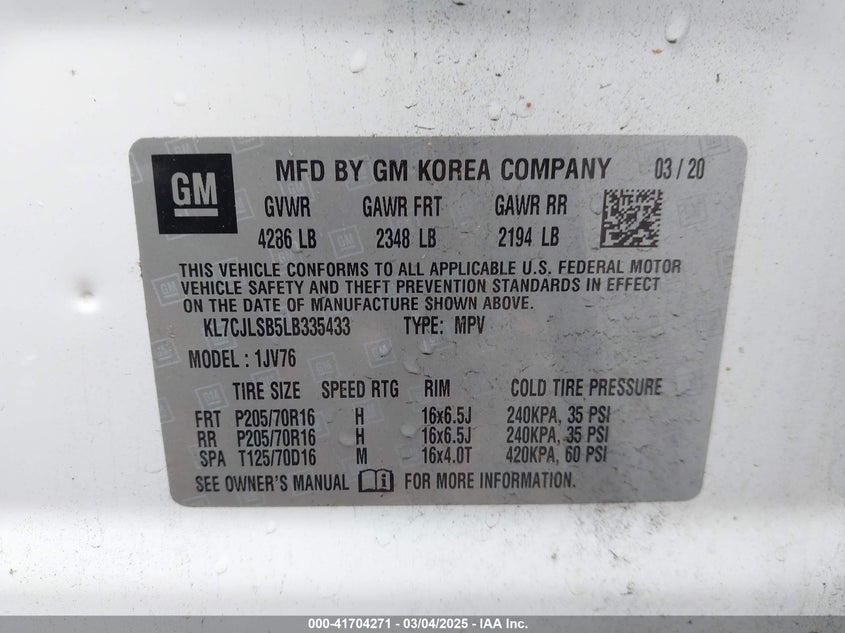 GM
MFD BY GM KOREA COMPANY 03 / 20
GVWR GAWR FRT GAWR RR
4286 LB 2348 LB 2194 LB
THIS VEHICLE CONFORMS TO ALL APPLICABLE U.S. FEDERAL MOTOR
VEHICLE SAFETY AND THEFT PREVENTION STANDARDS IN EFFECT
ON THE DATE OF MANUFACTURE SHOWN ABOVE.
KL7CJLSB5LB335433 TYPE: MPV
MODEL : 1JV76
TIRE SIZE SPEED RTG RIM COLD TIRE PRESSURE
FRT P205/70R16 H 16x6.5J 240KPA, 35 PSI
RR P205/70R16 H 16x6.5J 240KPA, 35 PSI
SPA T125/70D16 M 16x4.0T 420KPA, 60 PSI
SEE OWNER'S MANUAL FOR MORE INFORMATION.
000-41704271 - 03/04/2025 - IAA Inc.